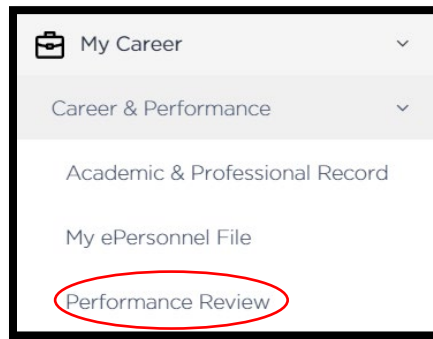 My Career
Career & Performance
Academic & Professional Record
My ePersonnel File
Performance Review